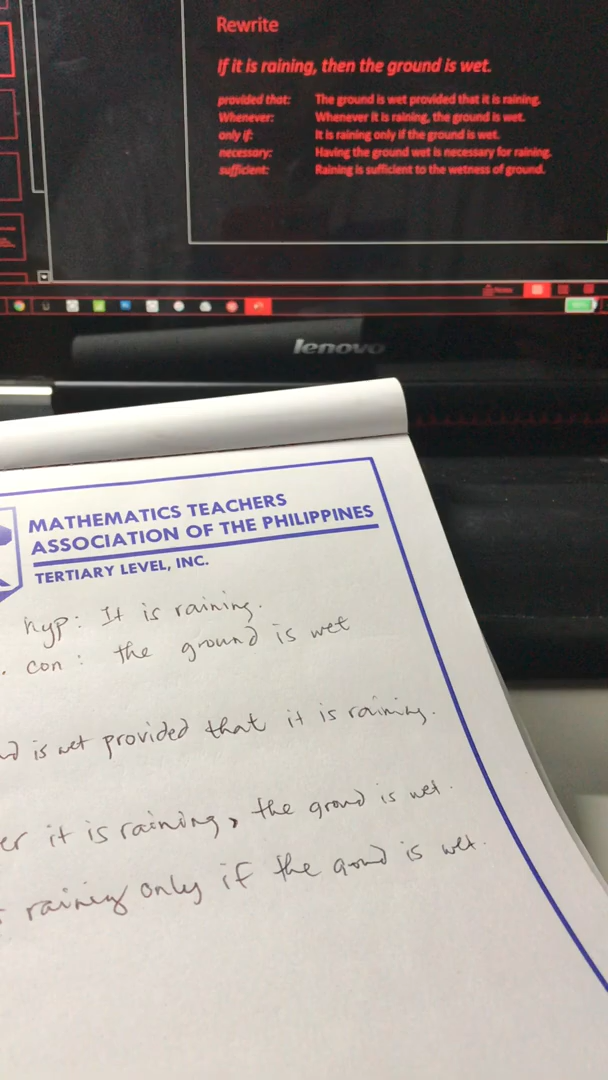 Rewrite
If it is raining, then the ground is wet.
provided that: The ground is wet provided that it is raining.
Whenever: Whenever it is raining, the ground is wet.
only if: It is raining only if the ground is wet.
necessary: Having the ground wet is necessary for raining.
sufficient: Raining is sufficient to the wetness of ground.
lenovo
MATHEMATICS TEACHERS
ASSOCIATION OF THE PHILIPPINES
TERTIARY LEVEL, INC.
hyp: It is raining.
con: the ground is wet
nd is wet provided that it is raining.
er it is raining, the grond is wet.
raining only if the gond is wet.